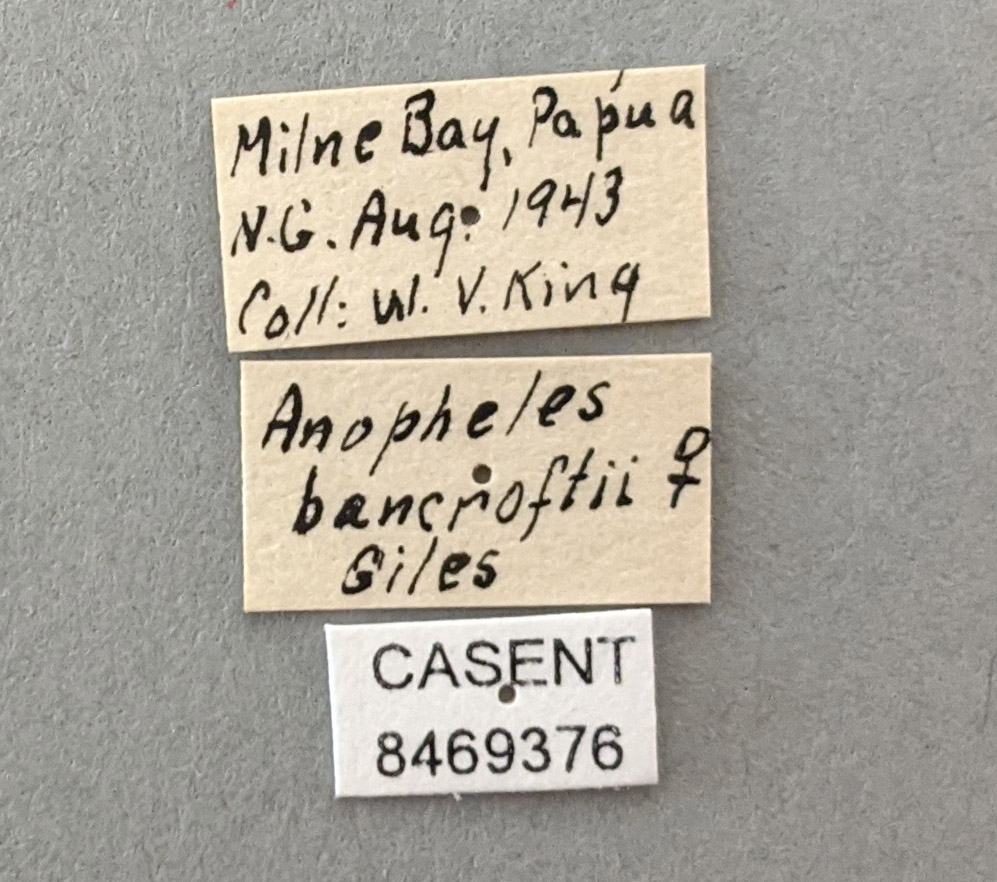 Milne Bay, Papua
N.G. Aug. 1943
Coll: W. V. King
Anopheles
bancroftii ♀
Giles
CASENT
8469376